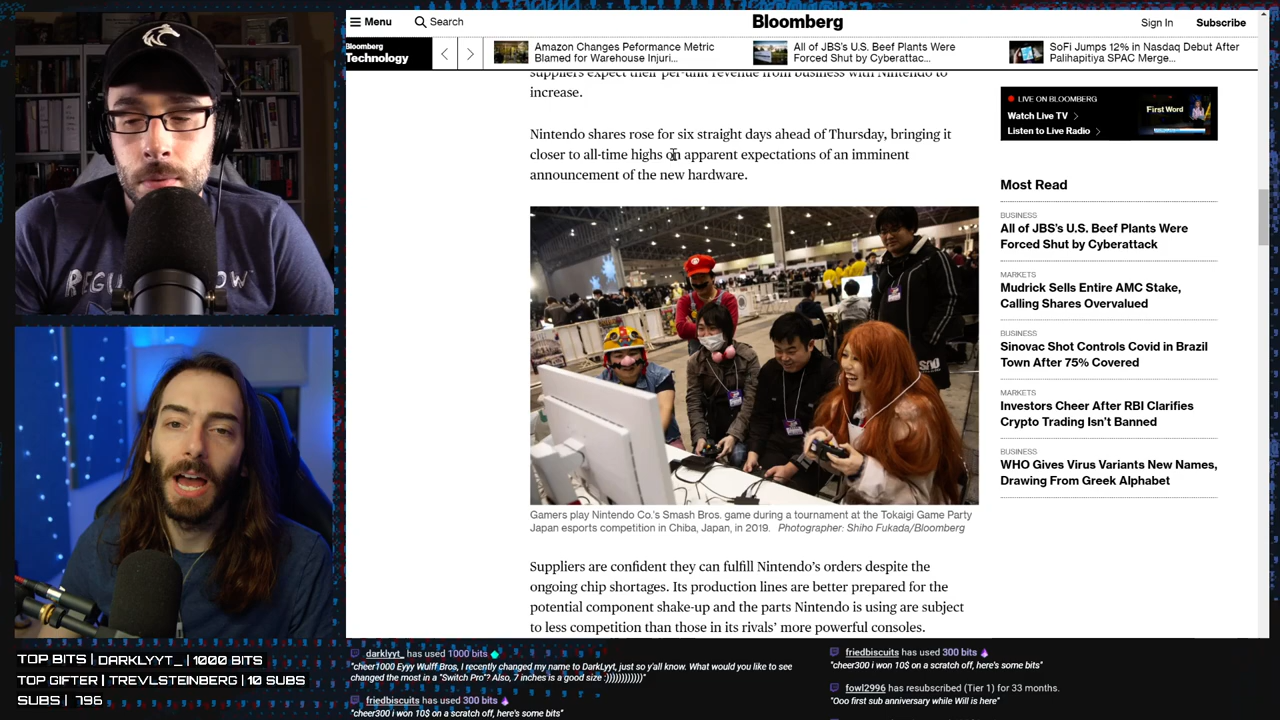 Menu
Search
Bloomberg
Sign In
Subscribe
Bloomberg
Technology
Amazon Changes Peformance Metric
Blamed for Warehouse Injuri...
All of JBS's U.S. Beef Plants Were
Forced Shut by Cyberattac...
SoFi Jumps 12% in Nasdaq Debut After
Palihapitiya SPAC Merge...
suppliers expect their per-unit revenue from business with Nintendo to
increase.
Nintendo shares rose for six straight days ahead of Thursday, bringing it
closer to all-time highs on apparent expectations of an imminent
announcement of the new hardware.
Gamers play Nintendo Co.'s Smash Bros. game during a tournament at the Tokaigi Game Party
Japan esports competition in Chiba, Japan, in 2019. Photographer: Shiho Fukada/Bloomberg
Suppliers are confident they can fulfill Nintendo's orders despite the
ongoing chip shortages. Its production lines are better prepared for the
potential component shake-up and the parts Nintendo is using are subject
to less competition than those in its rivals' more powerful consoles.
LIVE ON BLOOMBERG
Watch Live TV
Listen to Live Radio
First Word
Most Read
BUSINESS
All of JBS's U.S. Beef Plants Were
Forced Shut by Cyberattack
MARKETS
Mudrick Sells Entire AMC Stake,
Calling Shares Overvalued
BUSINESS
Sinovac Shot Controls Covid in Brazil
Town After 75% Covered
MARKETS
Investors Cheer After RBI Clarifies
Crypto Trading Isn't Banned
BUSINESS
WHO Gives Virus Variants New Names,
Drawing From Greek Alphabet
TOP BITS | DARKLYYT_ | 1000 BITS
TOP GIFTER | TREVLSTEIN | 10 SUBS
SUBS | 796
darklyyt_ has used 1000 bits
"cheer1000 Eyyy Wulff Bros, I recently changed my name to DarkLyyt, just so y'all know. What would you like to see
changed the most in a "Switch Pro"? Also, 7 inches is a good size :))))))))))))"
friedbiscuits has used 300 bits
"cheer300 i won 10$ on a scratch off, here's some bits"
friedbiscuits has used 300 bits
"cheer300 i won 10$ on a scratch off, here's some bits"
fowl2996 has resubscribed (Tier 1) for 33 months.
"Ooo first sub anniversary while Will is here"